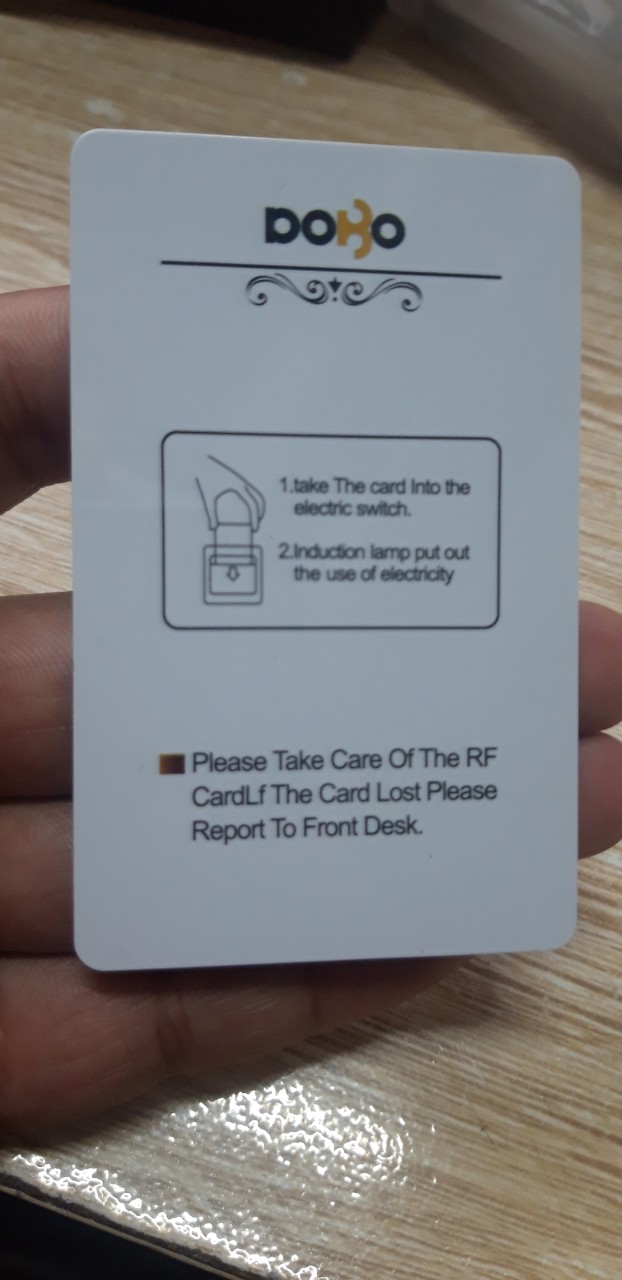 DOHO
1.take The card Into the
electric switch.
2.Induction lamp put out
the use of electricity
Please Take Care Of The RF
CardLf The Card Lost Please
Report To Front Desk.